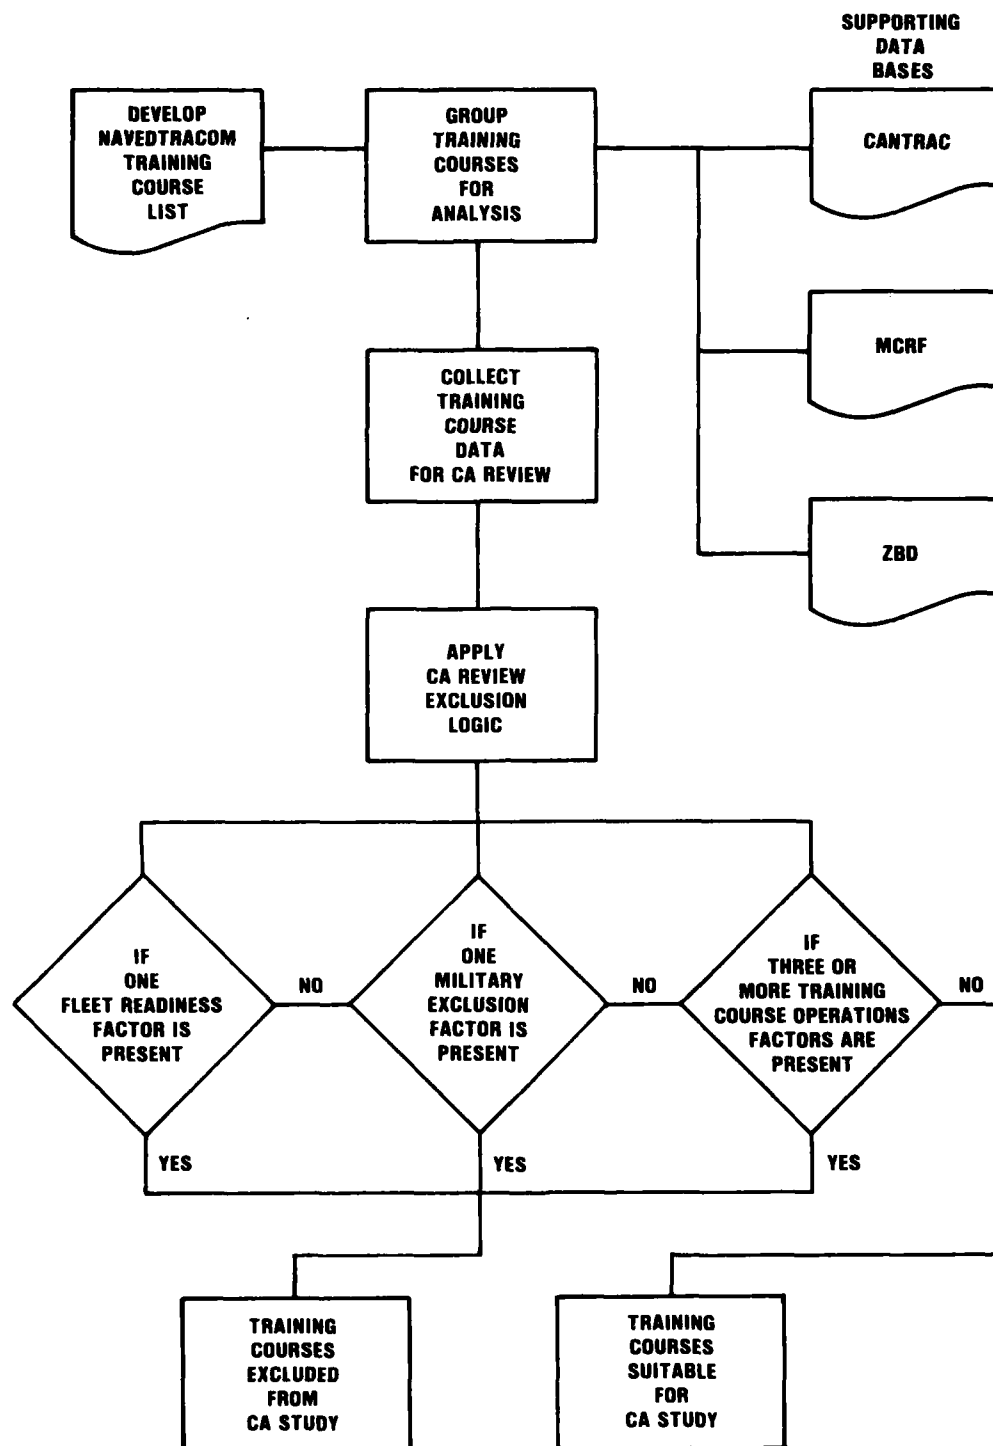 SUPPORTING
DATA
BASES
DEVELOP
NAVEDTRACOM
TRAINING
COURSE
LIST
GROUP
TRAINING
COURSES
FOR
ANALYSIS
CANTRAC
MCRF
COLLECT
TRAINING
COURSE
DATA
FOR CA REVIEW
ZBD
APPLY
CA REVIEW
EXCLUSION
LOGIC
IF
ONE
FLEET READINESS
FACTOR IS
PRESENT
NO
IF
ONE
MILITARY
EXCLUSION
FACTOR IS
PRESENT
NO
IF
THREE OR
MORE TRAINING
COURSE OPERATIONS
FACTORS ARE
PRESENT
NO
YES
YES
YES
TRAINING
COURSES
EXCLUDED
FROM
CA STUDY
TRAINING
COURSES
SUITABLE
FOR
CA STUDY